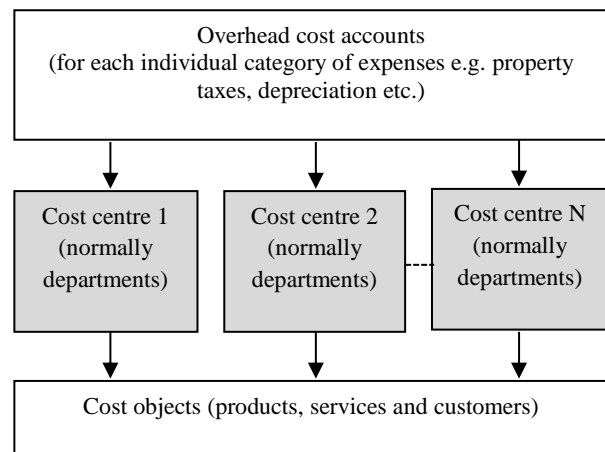 Overhead cost accounts
(for each individual category of expenses e.g. property
taxes, depreciation etc.)
Cost centre 1
(normally
departments)
Cost centre 2
(normally
departments)
Cost centre N
(normally
departments)
Cost objects (products, services and customers)